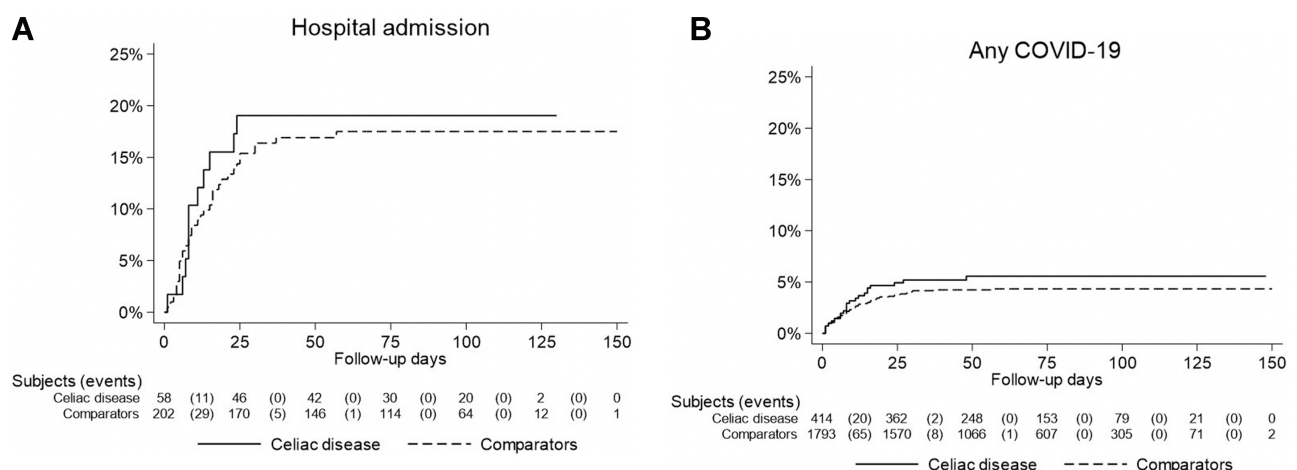 A
Hospital admission
25%
20%
15%
10%
5%
0%
0 25 50 75 100 125 150
Follow-up days
Subjects (events)
Celiac disease 58 (11) 46 (0) 42 (0) 30 (0) 20 (0) 2 (0) 0
Comparators 202 (29) 170 (5) 146 (1) 114 (0) 64 (0) 12 (0) 1
Celiac disease Comparators
B
Any COVID-19
25%
20%
15%
10%
5%
0%
0 25 50 75 100 125 150
Follow-up days
Subjects (events)
Celiac disease 414 (20) 362 (2) 248 (0) 153 (0) 79 (0) 21 (0) 0
Comparators 1793 (65) 1570 (8) 1066 (1) 607 (0) 305 (0) 71 (0) 2
Celiac disease Comparators